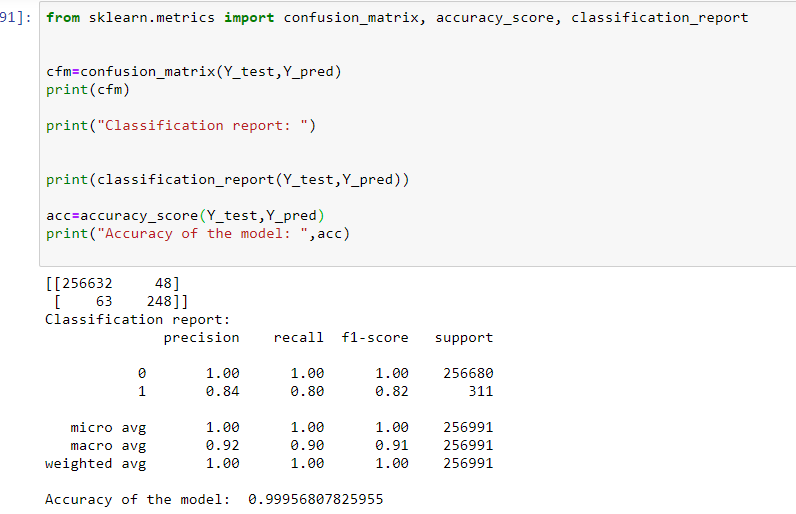 91]: from sklearn.metrics import confusion_matrix, accuracy_score, classification_report
cfm=confusion_matrix(Y_test,Y_pred)
print(cfm)
print("Classification report: ")
print(classification_report(Y_test,Y_pred))
acc=accuracy_score(Y_test,Y_pred)
print("Accuracy of the model: ",acc)
[[256632     48]
 [    63    248]]
Classification report:
              precision    recall  f1-score   support
           0       1.00      1.00      1.00    256680
           1       0.84      0.80      0.82       311
   micro avg       1.00      1.00      1.00    256991
   macro avg       0.92      0.90      0.91    256991
weighted avg       1.00      1.00      1.00    256991
Accuracy of the model:  0.99956807825955